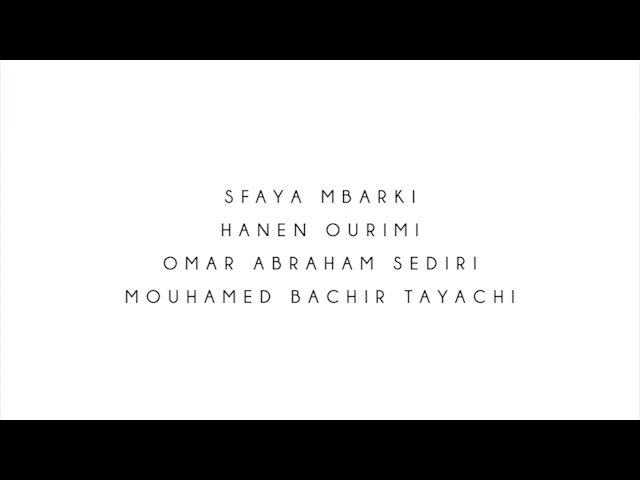 SFAYA MBARKI
HANEN OURIMI
OMAR ABRAHAM SEDIRI
MOUHAMED BACHIR TAYACHI